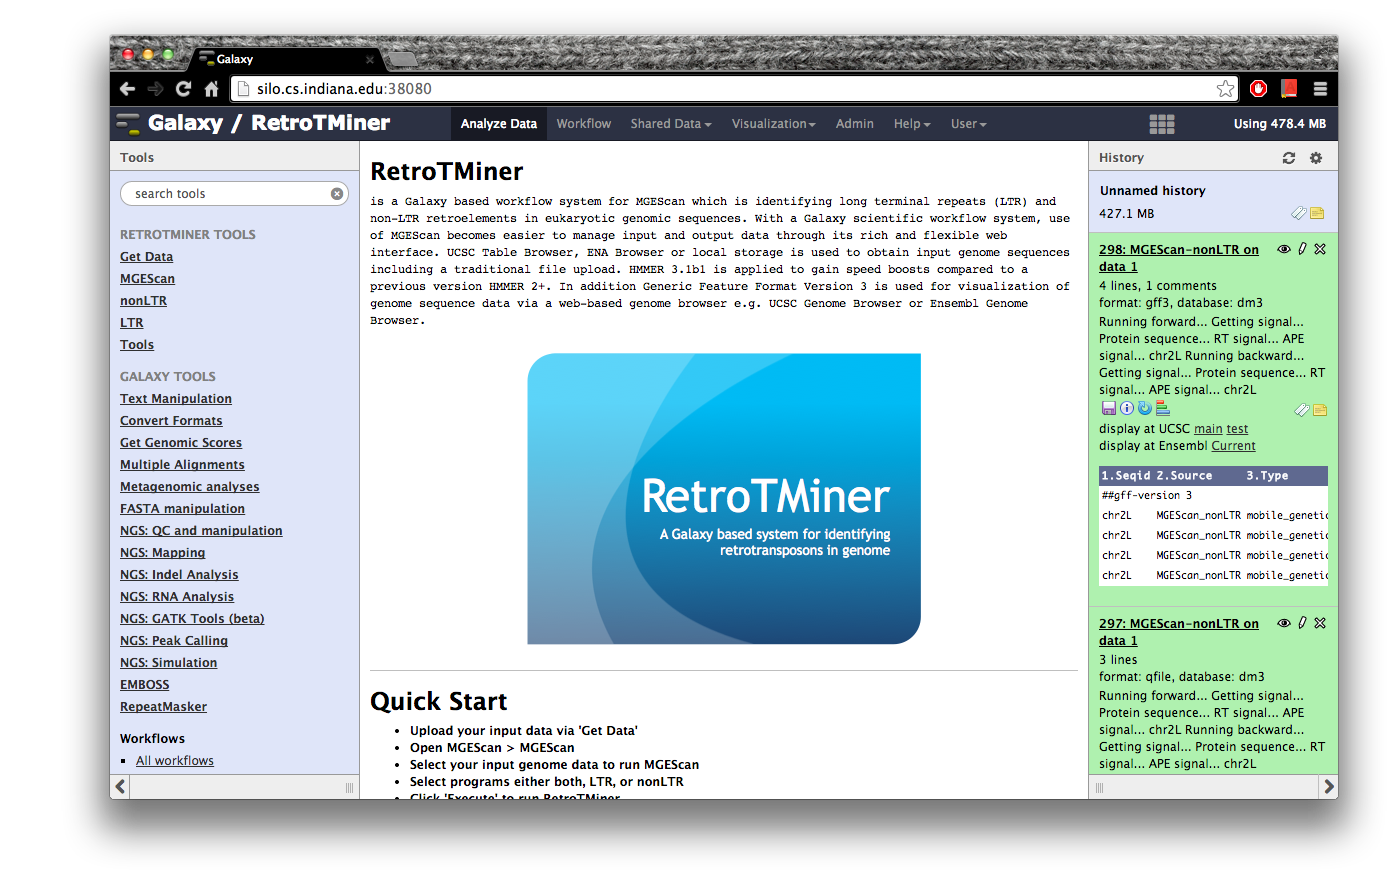 Galaxy
silo.cs.indiana.edu:38080
Galaxy / RetroTMiner
Analyze Data
Workflow
Shared Data
Visualization
Admin
Help
User
Using 478.4 MB
Tools
search tools
RETROTMINER TOOLS
Get Data
MGEScan
nonLTR
LTR
Tools
GALAXY TOOLS
Text Manipulation
Convert Formats
Get Genomic Scores
Multiple Alignments
Metagenomic analyses
FASTA manipulation
NGS: QC and manipulation
NGS: Mapping
NGS: Indel Analysis
NGS: RNA Analysis
NGS: GATK Tools (beta)
NGS: Peak Calling
NGS: Simulation
EMBOSS
RepeatMasker
Workflows
All workflows
RetroTMiner
is a Galaxy based workflow system for MGEScan which is identifying long terminal repeats (LTR) and
non-LTR retroelements in eukaryotic genomic sequences. With a Galaxy scientific workflow system, use
of MGEScan becomes easier to manage input and output data through its rich and flexible web
interface. UCSC Table Browser, ENA Browser or local storage is used to obtain input genome sequences
including a traditional file upload. HMMER 3.1b1 is applied to gain speed boosts compared to a
previous version HMMER 2+. In addition Generic Feature Format Version 3 is used for visualization of
genome sequence data via a web-based genome browser e.g. UCSC Genome Browser or Ensembl Genome
Browser.
RetroTMiner
A Galaxy based system for identifying
retrotransposons in genome
Quick Start
Upload your input data via 'Get Data'
Open MGEScan > MGEScan
Select your input genome data to run MGEScan
Select programs either both, LTR, or nonLTR
Click 'Execute' to run RetroTMiner
History
Unnamed history
427.1 MB
298: MGEScan-nonLTR on
data 1
4 lines, 1 comments
format: gff3, database: dm3
Running forward... Getting signal...
Protein sequence... RT signal... APE
signal... chr2L Running backward...
Getting signal... Protein sequence... RT
signal... APE signal... chr2L
display at UCSC main test
display at Ensembl Current
1.Seqid 2.Source 3.Type
##gff-version 3
chr2L MGEScan_nonLTR mobile_genetic
chr2L MGEScan_nonLTR mobile_genetic
chr2L MGEScan_nonLTR mobile_genetic
chr2L MGEScan_nonLTR mobile_genetic
297: MGEScan-nonLTR on
data 1
3 lines
format: qfile, database: dm3
Running forward... Getting signal...
Protein sequence... RT signal... APE
signal... chr2L Running backward...
Getting signal... Protein sequence... RT
signal... APE signal... chr2L